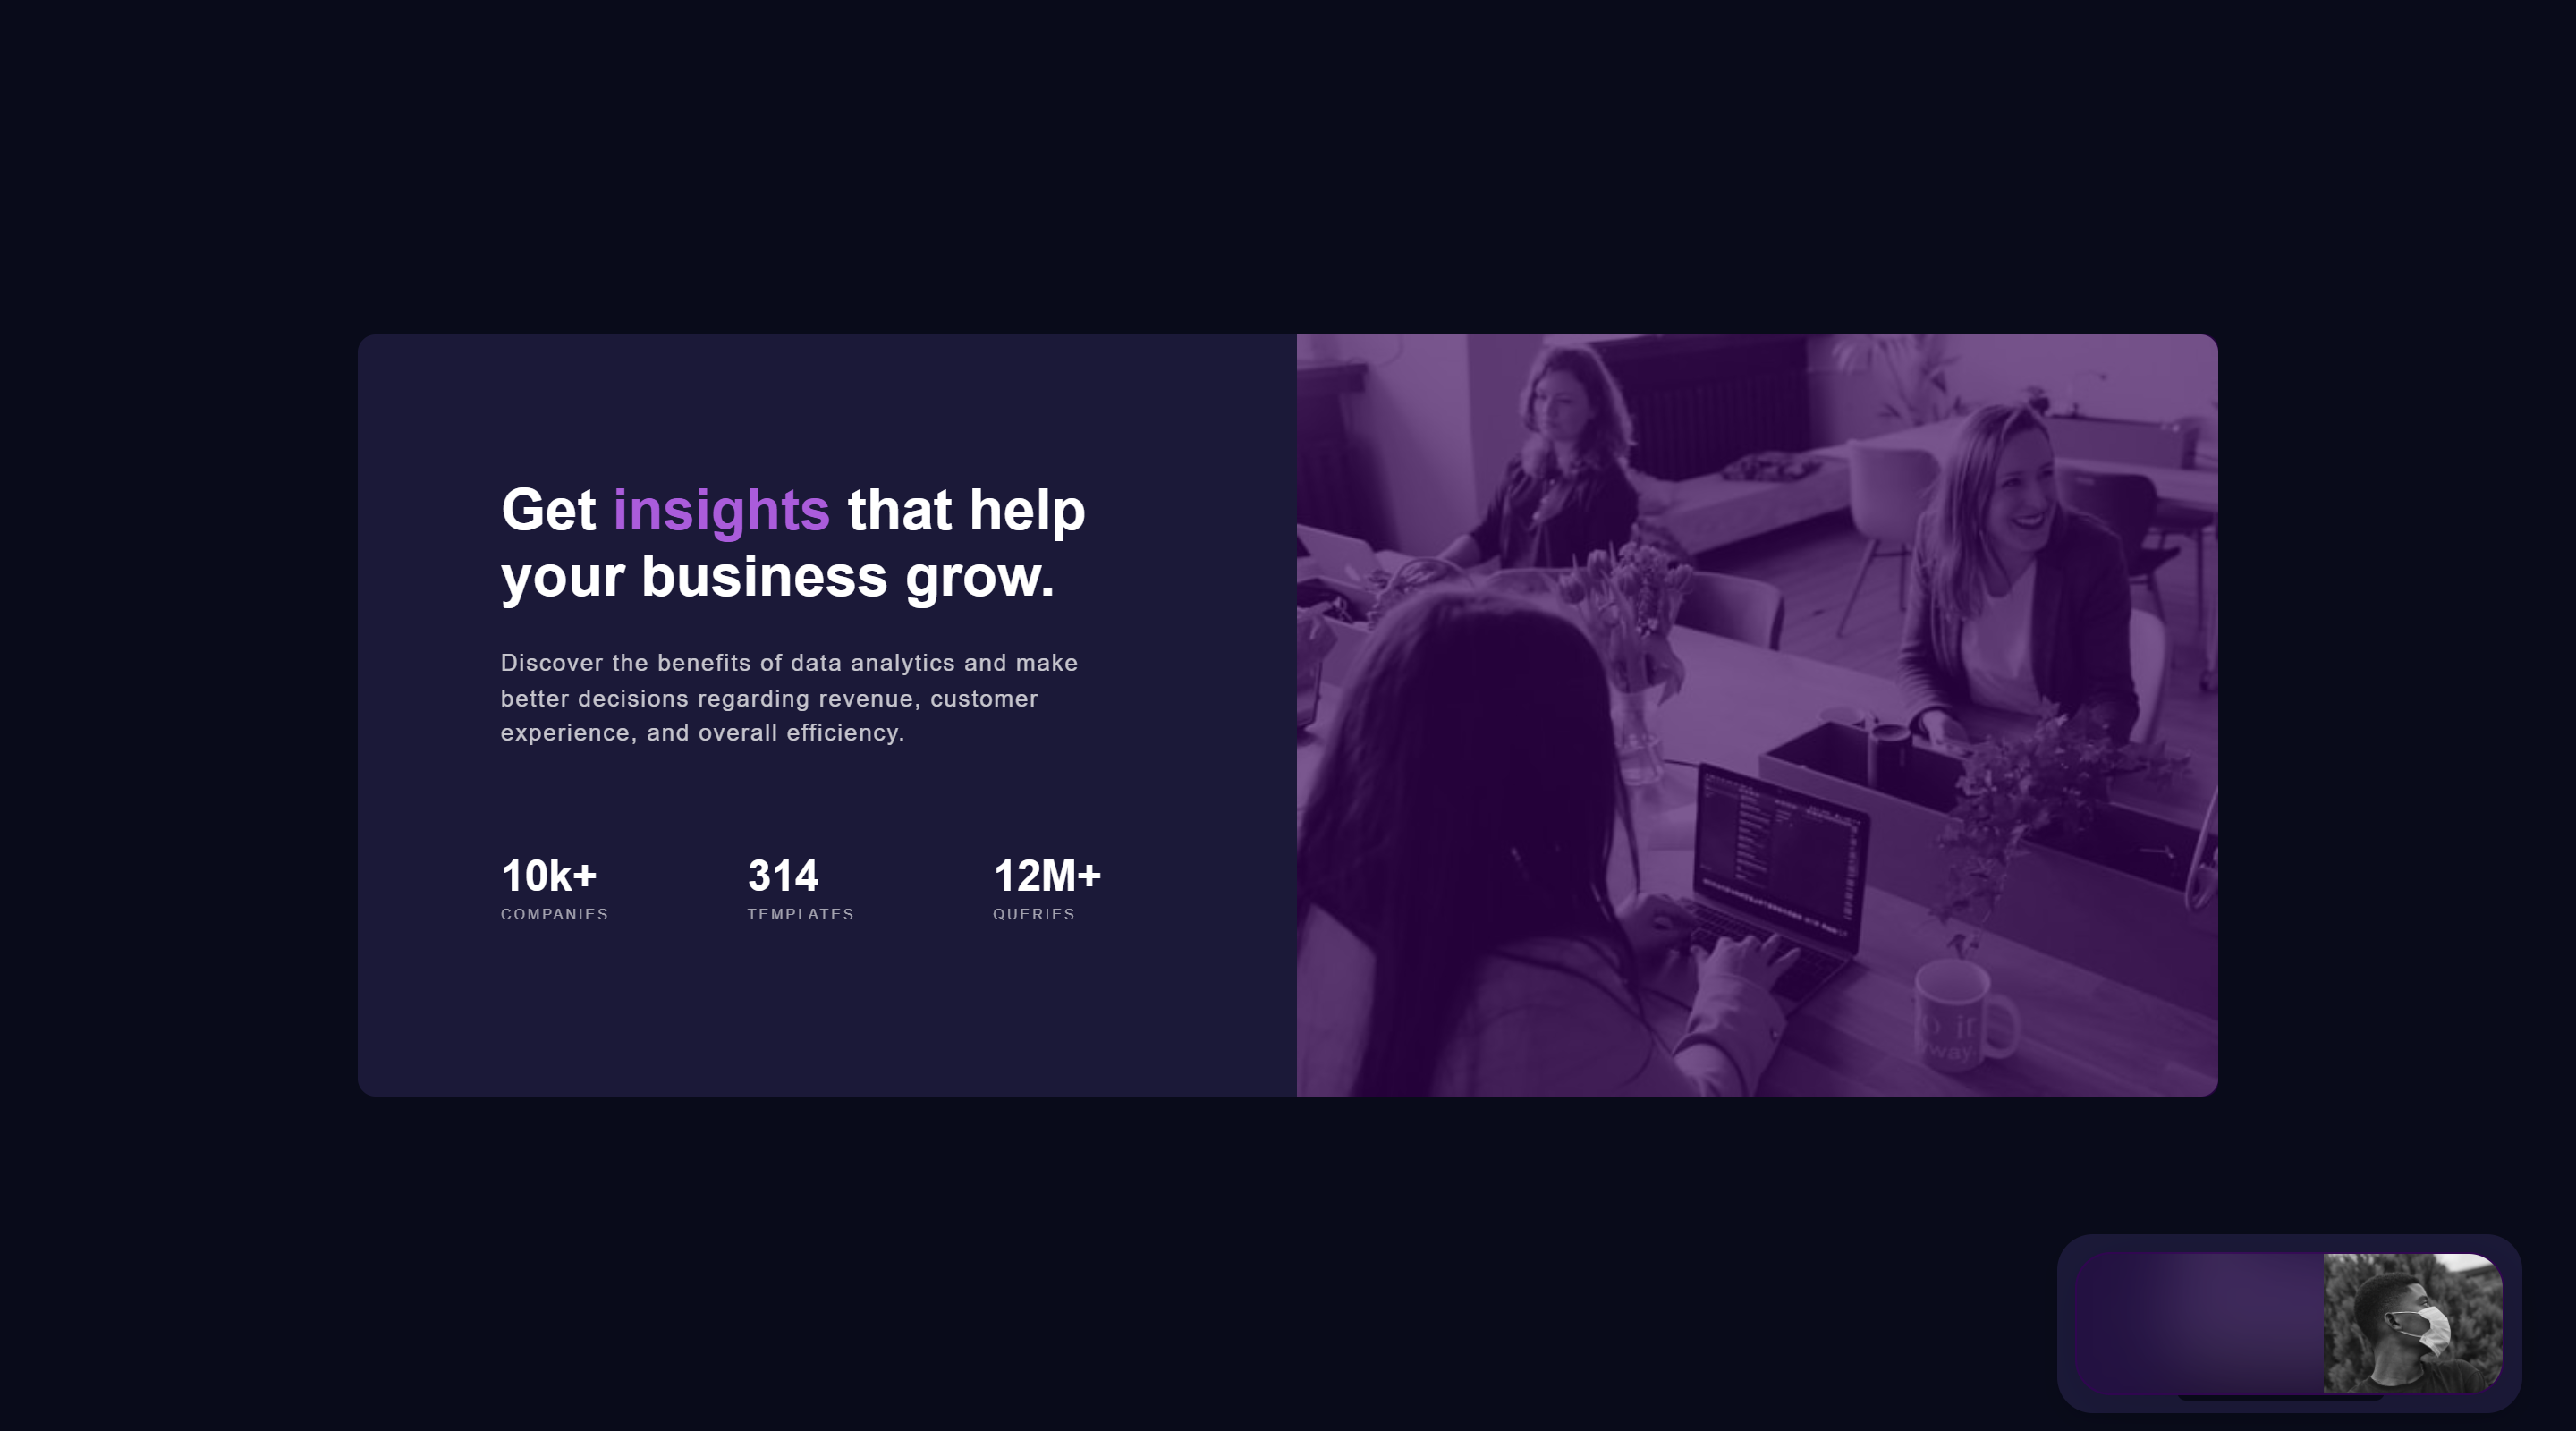 Get insights that help
your business grow.
Discover the benefits of data analytics and make
better decisions regarding revenue, customer
experience, and overall efficiency.
10k+ 314 12M+
COMPANIES TEMPLATES QUERIES